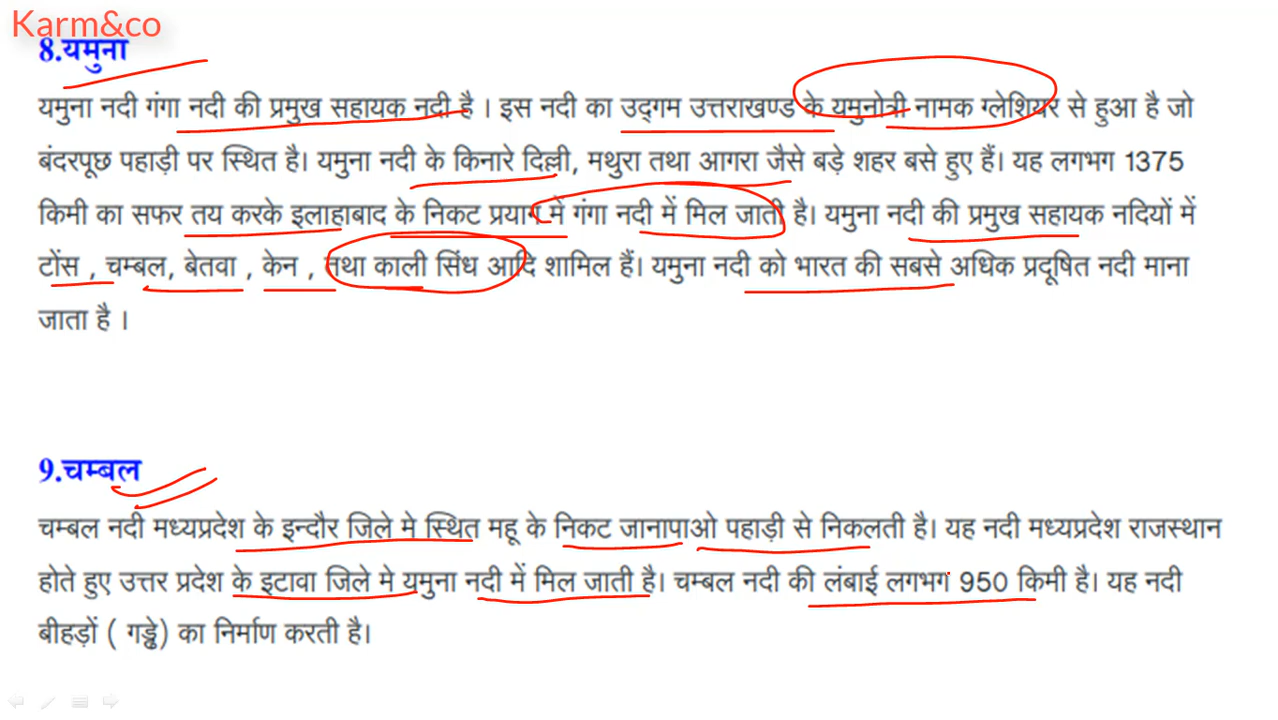 Karm&co
8.यमुना
यमुना नदी गंगा नदी की प्रमुख सहायक नदी है । इस नदी का उद्गम उत्तराखण्ड के यमुनोत्री नामक ग्लेशियर से हुआ है जो
बंदरपूछ पहाड़ी पर स्थित है। यमुना नदी के किनारे दिल्ली, मथुरा तथा आगरा जैसे बड़े शहर बसे हुए हैं। यह लगभग 1375
किमी का सफर तय करके इलाहाबाद के निकट प्रयाग मे गंगा नदी में मिल जाती है। यमुना नदी की प्रमुख सहायक नदियों में
टोंस , चम्बल, बेतवा , केन , तथा काली सिंध आदि शामिल हैं। यमुना नदी को भारत की सबसे अधिक प्रदूषित नदी माना
जाता है ।
9.चम्बल
चम्बल नदी मध्यप्रदेश के इन्दौर जिले मे स्थित महू के निकट जानापाओ पहाड़ी से निकलती है। यह नदी मध्यप्रदेश राजस्थान
होते हुए उत्तर प्रदेश के इटावा जिले मे यमुना नदी में मिल जाती है। चम्बल नदी की लंबाई लगभग 950 किमी है। यह नदी
बीहड़ों ( गड्ढे) का निर्माण करती है।